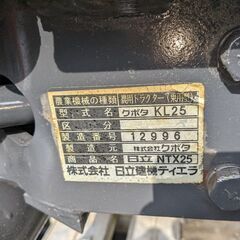 農業機械の種類 農用トラクター(乗用型)
型式名 クボタ KL25
区分
製造番号 12996
製造元 株式会社クボタ
商品名 日立 NTX25
株式会社 日立建機ティエラ